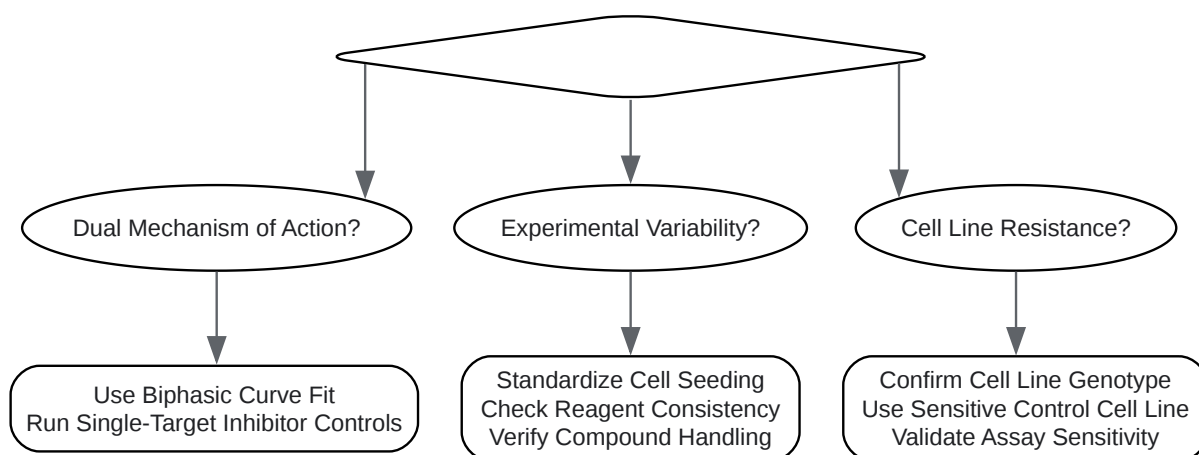 Dual Mechanism of Action?
Experimental Variability?
Cell Line Resistance?
Use Biphasic Curve Fit
Run Single-Target Inhibitor Controls
Standardize Cell Seeding
Check Reagent Consistency
Verify Compound Handling
Confirm Cell Line Genotype
Use Sensitive Control Cell Line
Validate Assay Sensitivity